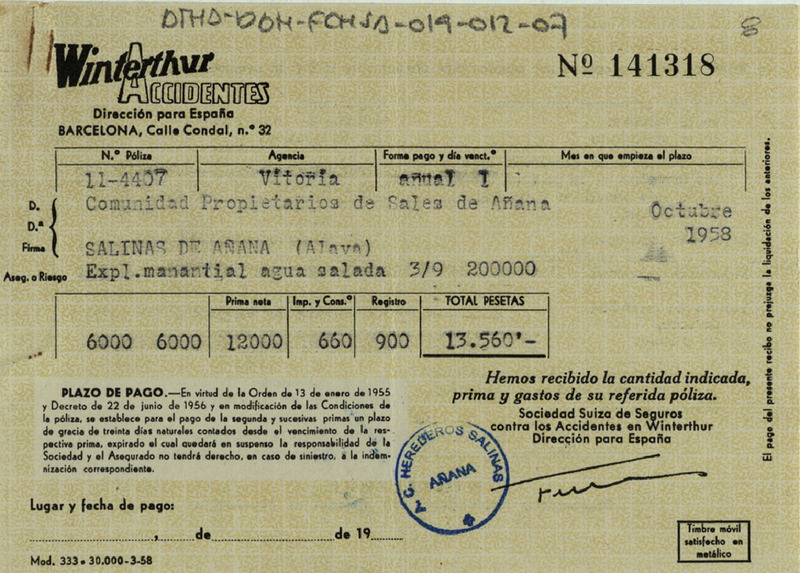 DTHD-DOH-FCHSA-019-012-07
8
Winterthur
ACCIDENTES
Nº 141318
Dirección para España
BARCELONA, Calle Condal, n.º 32
N.º Póliza Agencia Forma pago y día venct.º Mes en que empieza el plazo
11-4407 Vitoria añual 1
D. Comunidad Propietarios de Sales de Añana Octubre
D.ª 1958
Firma SALINAS DE AÑANA (Alava)
Aseg. o Riesgo Expl.manantial agua salada 3/9 200000
Prima neta Imp. y Cons.º Registro TOTAL PESETAS
6000 6000 12000 660 900 13.560'-
PLAZO DE PAGO.—En virtud de la Orden de 13 de enero de 1955
y Decreto de 22 de junio de 1956 y en modificación de las Condiciones de
la póliza, se establece para el pago de la segunda y sucesivas primas un plazo
de gracia de treinta días naturales contados desde el vencimiento de la res-
pectiva prima, expirado el cual quedará en suspenso la responsabilidad de la
Sociedad y el Asegurado no tendrá derecho, en caso de siniestro, a la indem-
nización correspondiente.
Hemos recibido la cantidad indicada,
prima y gastos de su referida póliza.
Sociedad Suiza de Seguros
contra los Accidentes en Winterthur
Dirección para España
HEREDEROS SALINAS
AÑANA
Lugar y fecha de pago:
, de de 19
Timbre móvil
satisfecho en
metálico
Mod. 333 • 30.000-3-58
El pago del presente recibo no prejuzga la liquidación de los anteriores.